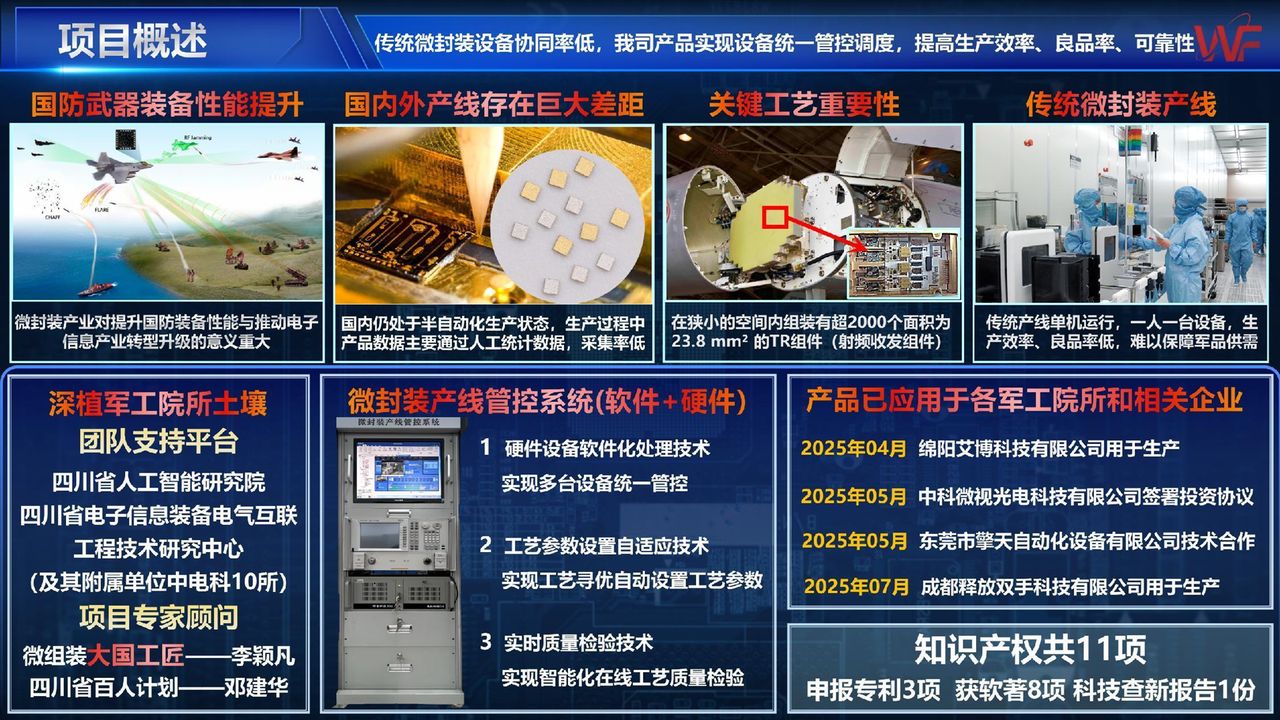 项目概述
传统微封装设备协同率低，我司产品实现设备统一管控调度，提高生产效率、良品率、可靠性
WF
国防武器装备性能提升
国内外产线存在巨大差距
关键工艺重要性
传统微封装产线
RF Jamming
CHAFF
FLARE
微封装产业对提升国防装备性能与推动电子
信息产业转型升级的意义重大
国内仍处于半自动化生产状态，生产过程中
产品数据主要通过人工统计数据，采集率低
在狭小的空间内组装有超2000个面积为
23.8 mm² 的TR组件（射频收发组件）
传统产线单机运行，一人一台设备，生
产效率、良品率低，难以保障军品供需
深植军工院所土壤
团队支持平台
四川省人工智能研究院
四川省电子信息装备电气互联
工程技术研究中心
(及其附属单位中电科10所)
项目专家顾问
微组装大国工匠——李颖凡
四川省百人计划——邓建华
微封装产线管控系统(软件+硬件)
微封装产线管控系统
1 硬件设备软件化处理技术
实现多台设备统一管控
2 工艺参数设置自适应技术
实现工艺寻优自动设置工艺参数
3 实时质量检验技术
实现智能化在线工艺质量检验
产品已应用于各军工院所和相关企业
2025年04月 绵阳艾博科技有限公司用于生产
2025年05月 中科微视光电科技有限公司签署投资协议
2025年05月 东莞市擎天自动化设备有限公司技术合作
2025年07月 成都释放双手科技有限公司用于生产
知识产权共11项
申报专利3项 获软著8项 科技查新报告1份